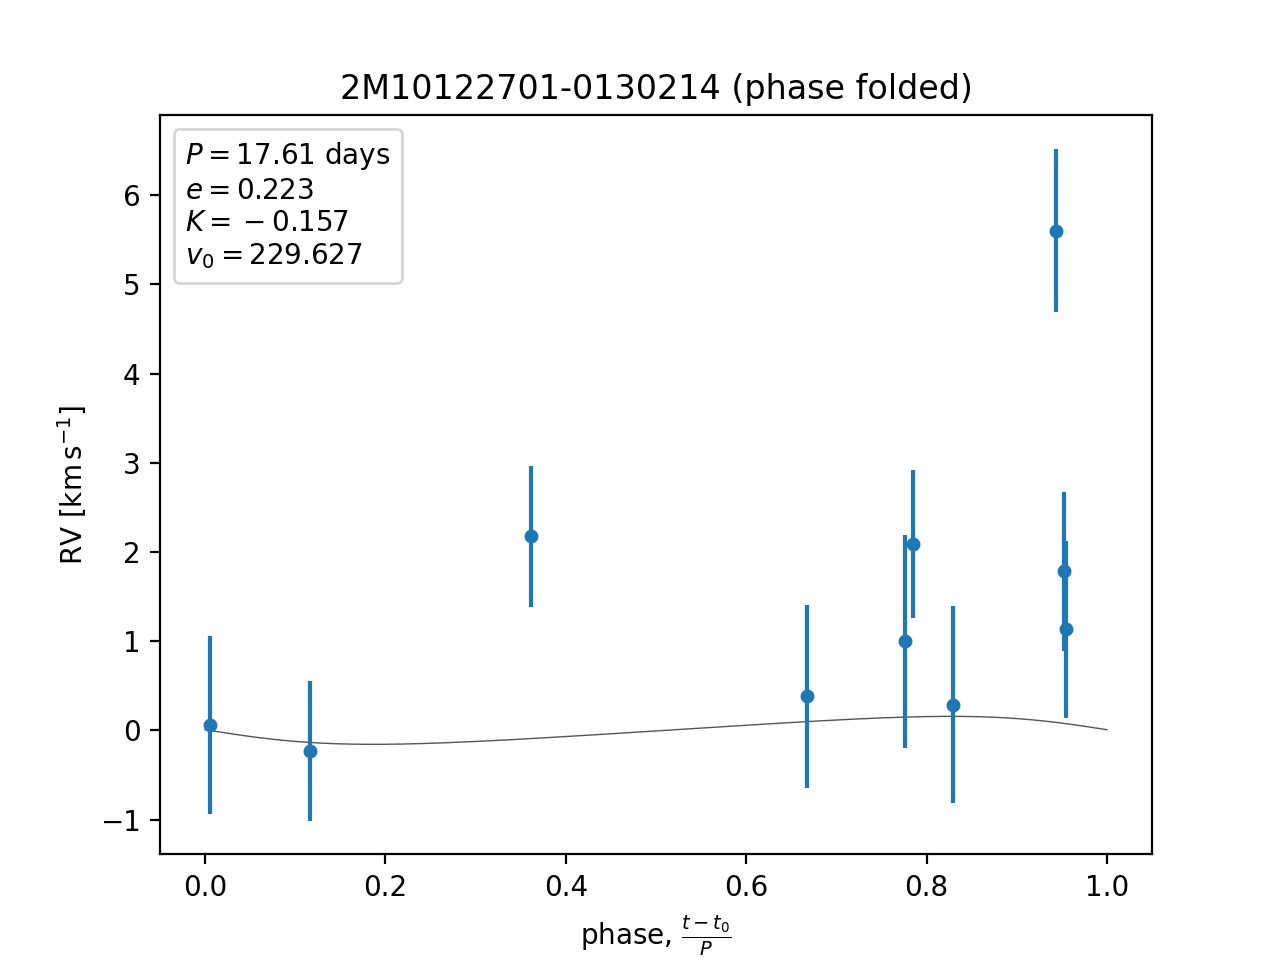 2M10122701-0130214 (phase folded)
P = 17.61 days
e = 0.223
K = −0.157
v₀ = 229.627
RV [km s⁻¹]
6
5
4
3
2
1
0
−1
0.0 0.2 0.4 0.6 0.8 1.0
phase, (t − t₀)/P